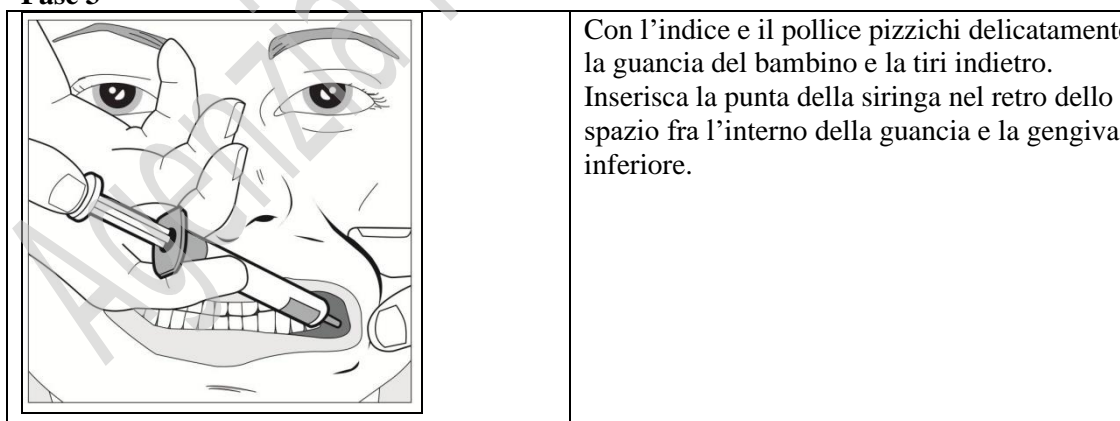 Fase 3
Con l’indice e il pollice pizzichi delicatamente
la guancia del bambino e la tiri indietro.
Inserisca la punta della siringa nel retro dello
spazio fra l’interno della guancia e la gengiva
inferiore.
Agenzia